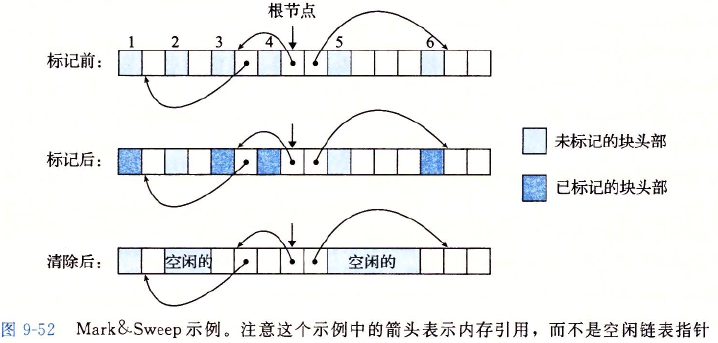 根节点
1 2 3 4 5 6
标记前：
标记后：
未标记的块头部
已标记的块头部
清除后：
空闲的 空闲的
图 9-52 Mark&Sweep 示例。注意这个示例中的箭头表示内存引用，而不是空闲链表指针